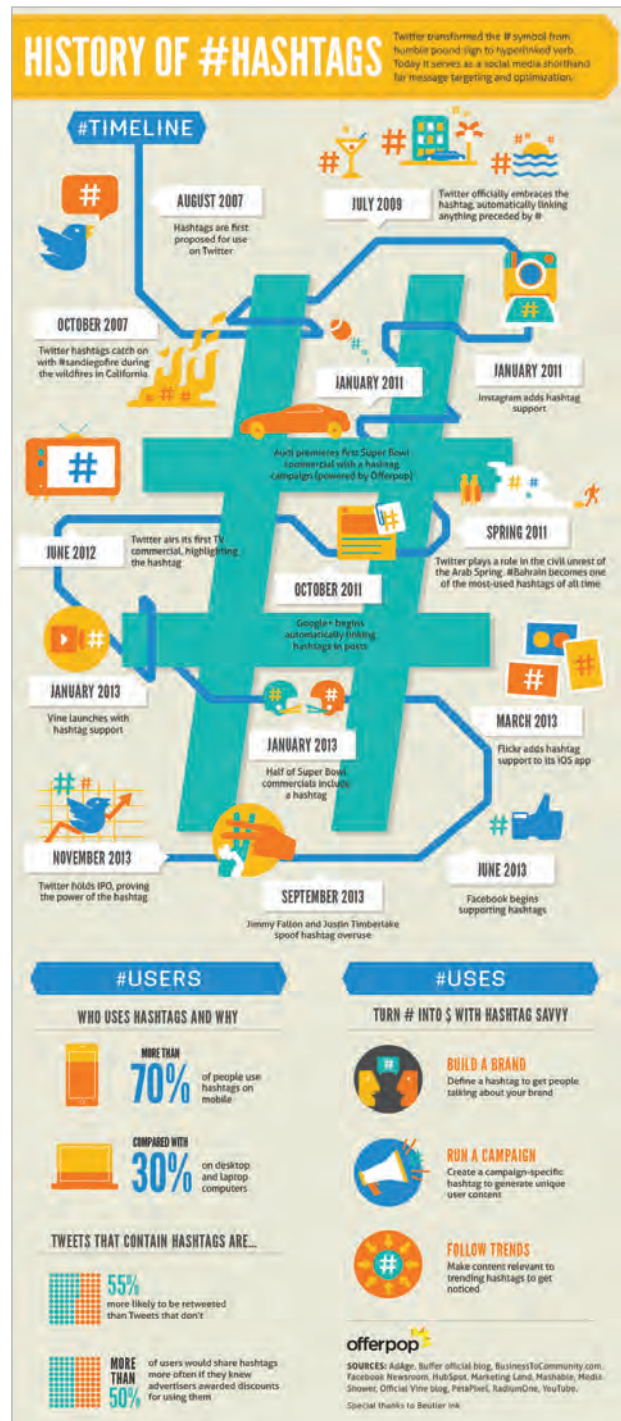 HISTORY OF #HASHTAGS
Twitter transformed the # symbol from
humble pound sign to hyperlinked verb.
Today it serves as a social media shorthand
for message targeting and optimization.
#TIMELINE
#
AUGUST 2007
Hashtags are first
proposed for use
on Twitter
# # #
JULY 2009
Twitter officially embraces the
hashtag, automatically linking
anything preceded by #
OCTOBER 2007
Twitter hashtags catch on
with #sandiegofire during
the wildfires in California
JANUARY 2011
Instagram adds hashtag
support
JANUARY 2011
Audi premieres first Super Bowl
commercial with a hashtag
campaign (powered by Offerpop)
#
SPRING 2011
Twitter plays a role in the civil unrest of
the Arab Spring. #Bahrain becomes one
of the most-used hashtags of all time
JUNE 2012
Twitter airs its first TV
commercial, highlighting
the hashtag
#
OCTOBER 2011
Google+ begins
automatically linking
hashtags in posts
#
JANUARY 2013
Vine launches with
hashtag support
# #
JANUARY 2013
Half of Super Bowl
commercials include
a hashtag
# #
MARCH 2013
Flickr adds hashtag
support to its iOS app
# #
NOVEMBER 2013
Twitter holds IPO, proving
the power of the hashtag
SEPTEMBER 2013
Jimmy Fallon and Justin Timberlake
spoof hashtag overuse
#
JUNE 2013
Facebook begins
supporting hashtags
#USERS
WHO USES HASHTAGS AND WHY
MORE THAN
70%
of people use
hashtags on
mobile
COMPARED WITH
30%
on desktop
and laptop
computers
TWEETS THAT CONTAIN HASHTAGS ARE...
55%
more likely to be retweeted
than Tweets that don't
MORE
THAN
50%
of users would share hashtags
more often if they knew
advertisers awarded discounts
for using them
#USES
TURN # INTO $ WITH HASHTAG SAVVY
#
BUILD A BRAND
Define a hashtag to get people
talking about your brand
RUN A CAMPAIGN
Create a campaign-specific
hashtag to generate unique
user content
#
FOLLOW TRENDS
Make content relevant to
trending hashtags to get
noticed
offerpop
SOURCES: AdAge, Buffer official blog, BusinessToCommunity.com,
Facebook Newsroom, HubSpot, Marketing Land, Mashable, Media
Shower, Official Vine blog, PetaPixel, RadiumOne, YouTube.
Special thanks to Beutler Ink